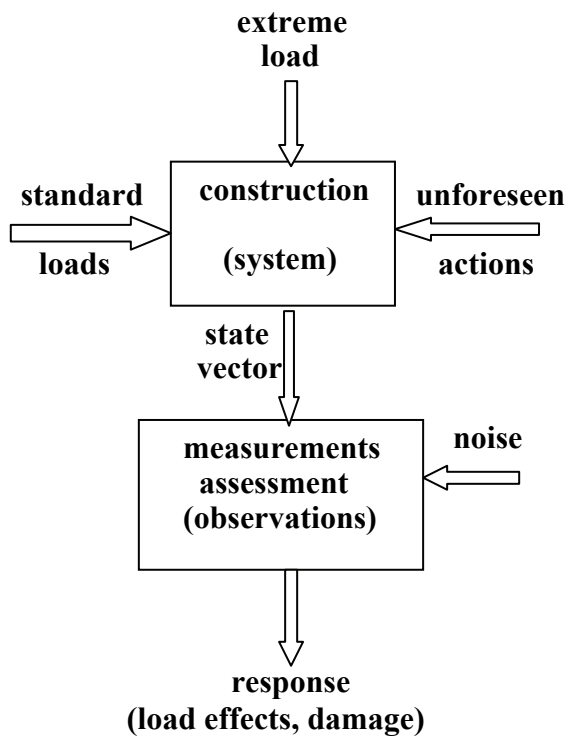 extreme
load
standard
loads
construction
(system)
unforeseen
actions
state
vector
measurements
assessment
(observations)
noise
response
(load effects, damage)